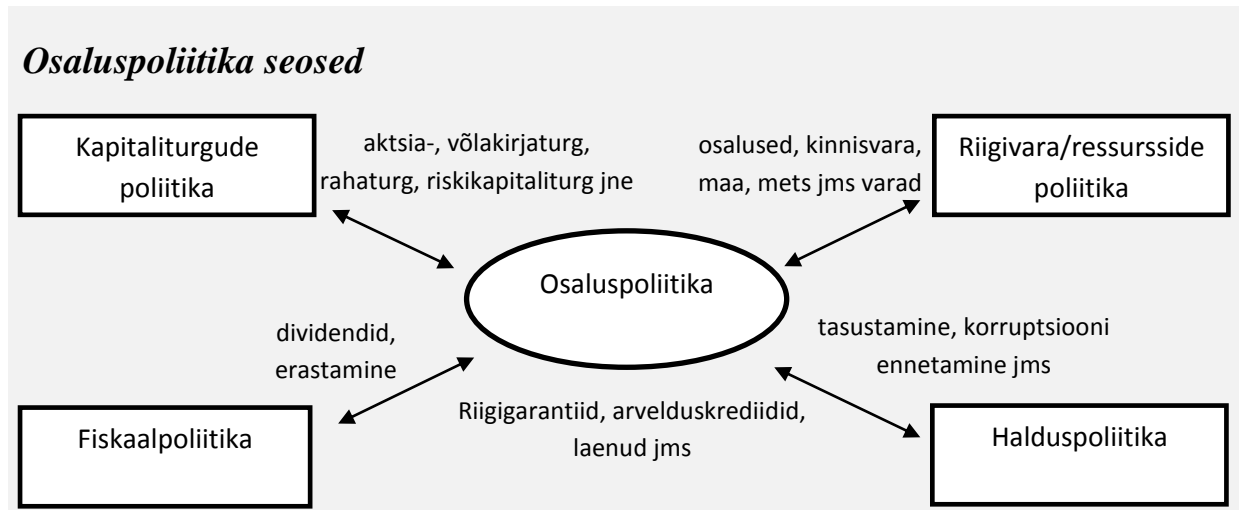 Osaluspoliitika seosed
Kapitaliturgude
poliitika
aktsia-, võlakirjaturg,
rahaturg, riskikapitaliturg jne
osalused, kinnisvara,
maa, mets jms varad
Riigivara/ressursside
poliitika
Osaluspoliitika
dividendid,
erastamine
tasustamine, korruptsiooni
ennetamine jms
Fiskaalpoliitika
Riigigarantiid, arvelduskrediidid,
laenud jms
Halduspoliitika